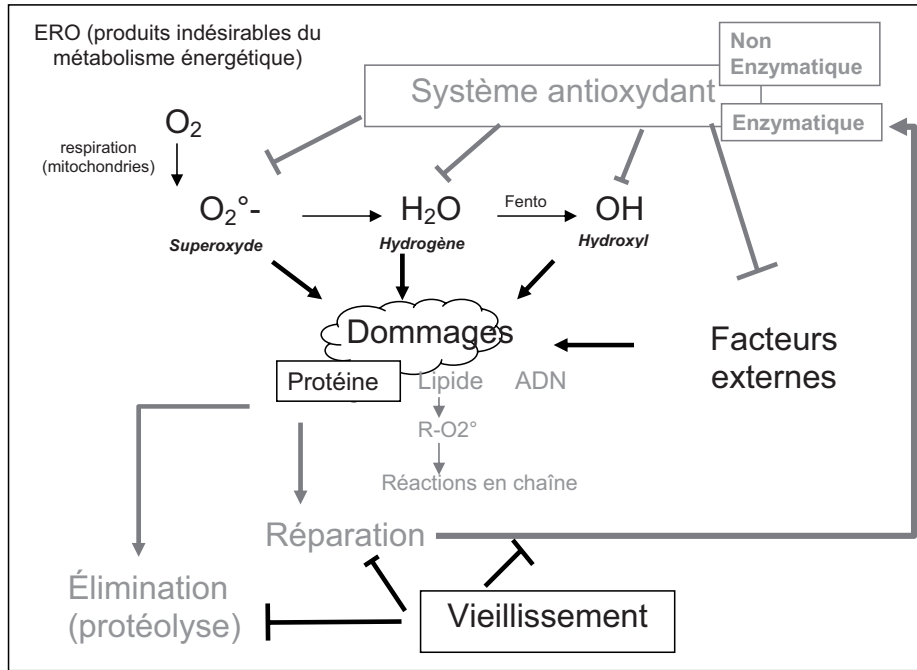 ERO (produits indésirables du
métabolisme énergétique)
Non
Enzymatique
Système antioxydant
Enzymatique
O₂
respiration
(mitochondries)
O₂°- H₂O Fento OH
Superoxyde Hydrogène Hydroxyl
Dommages
Facteurs
externes
Protéine Lipide ADN
R-O2°
Réactions en chaîne
Réparation
Élimination
(protéolyse)
Vieillissement